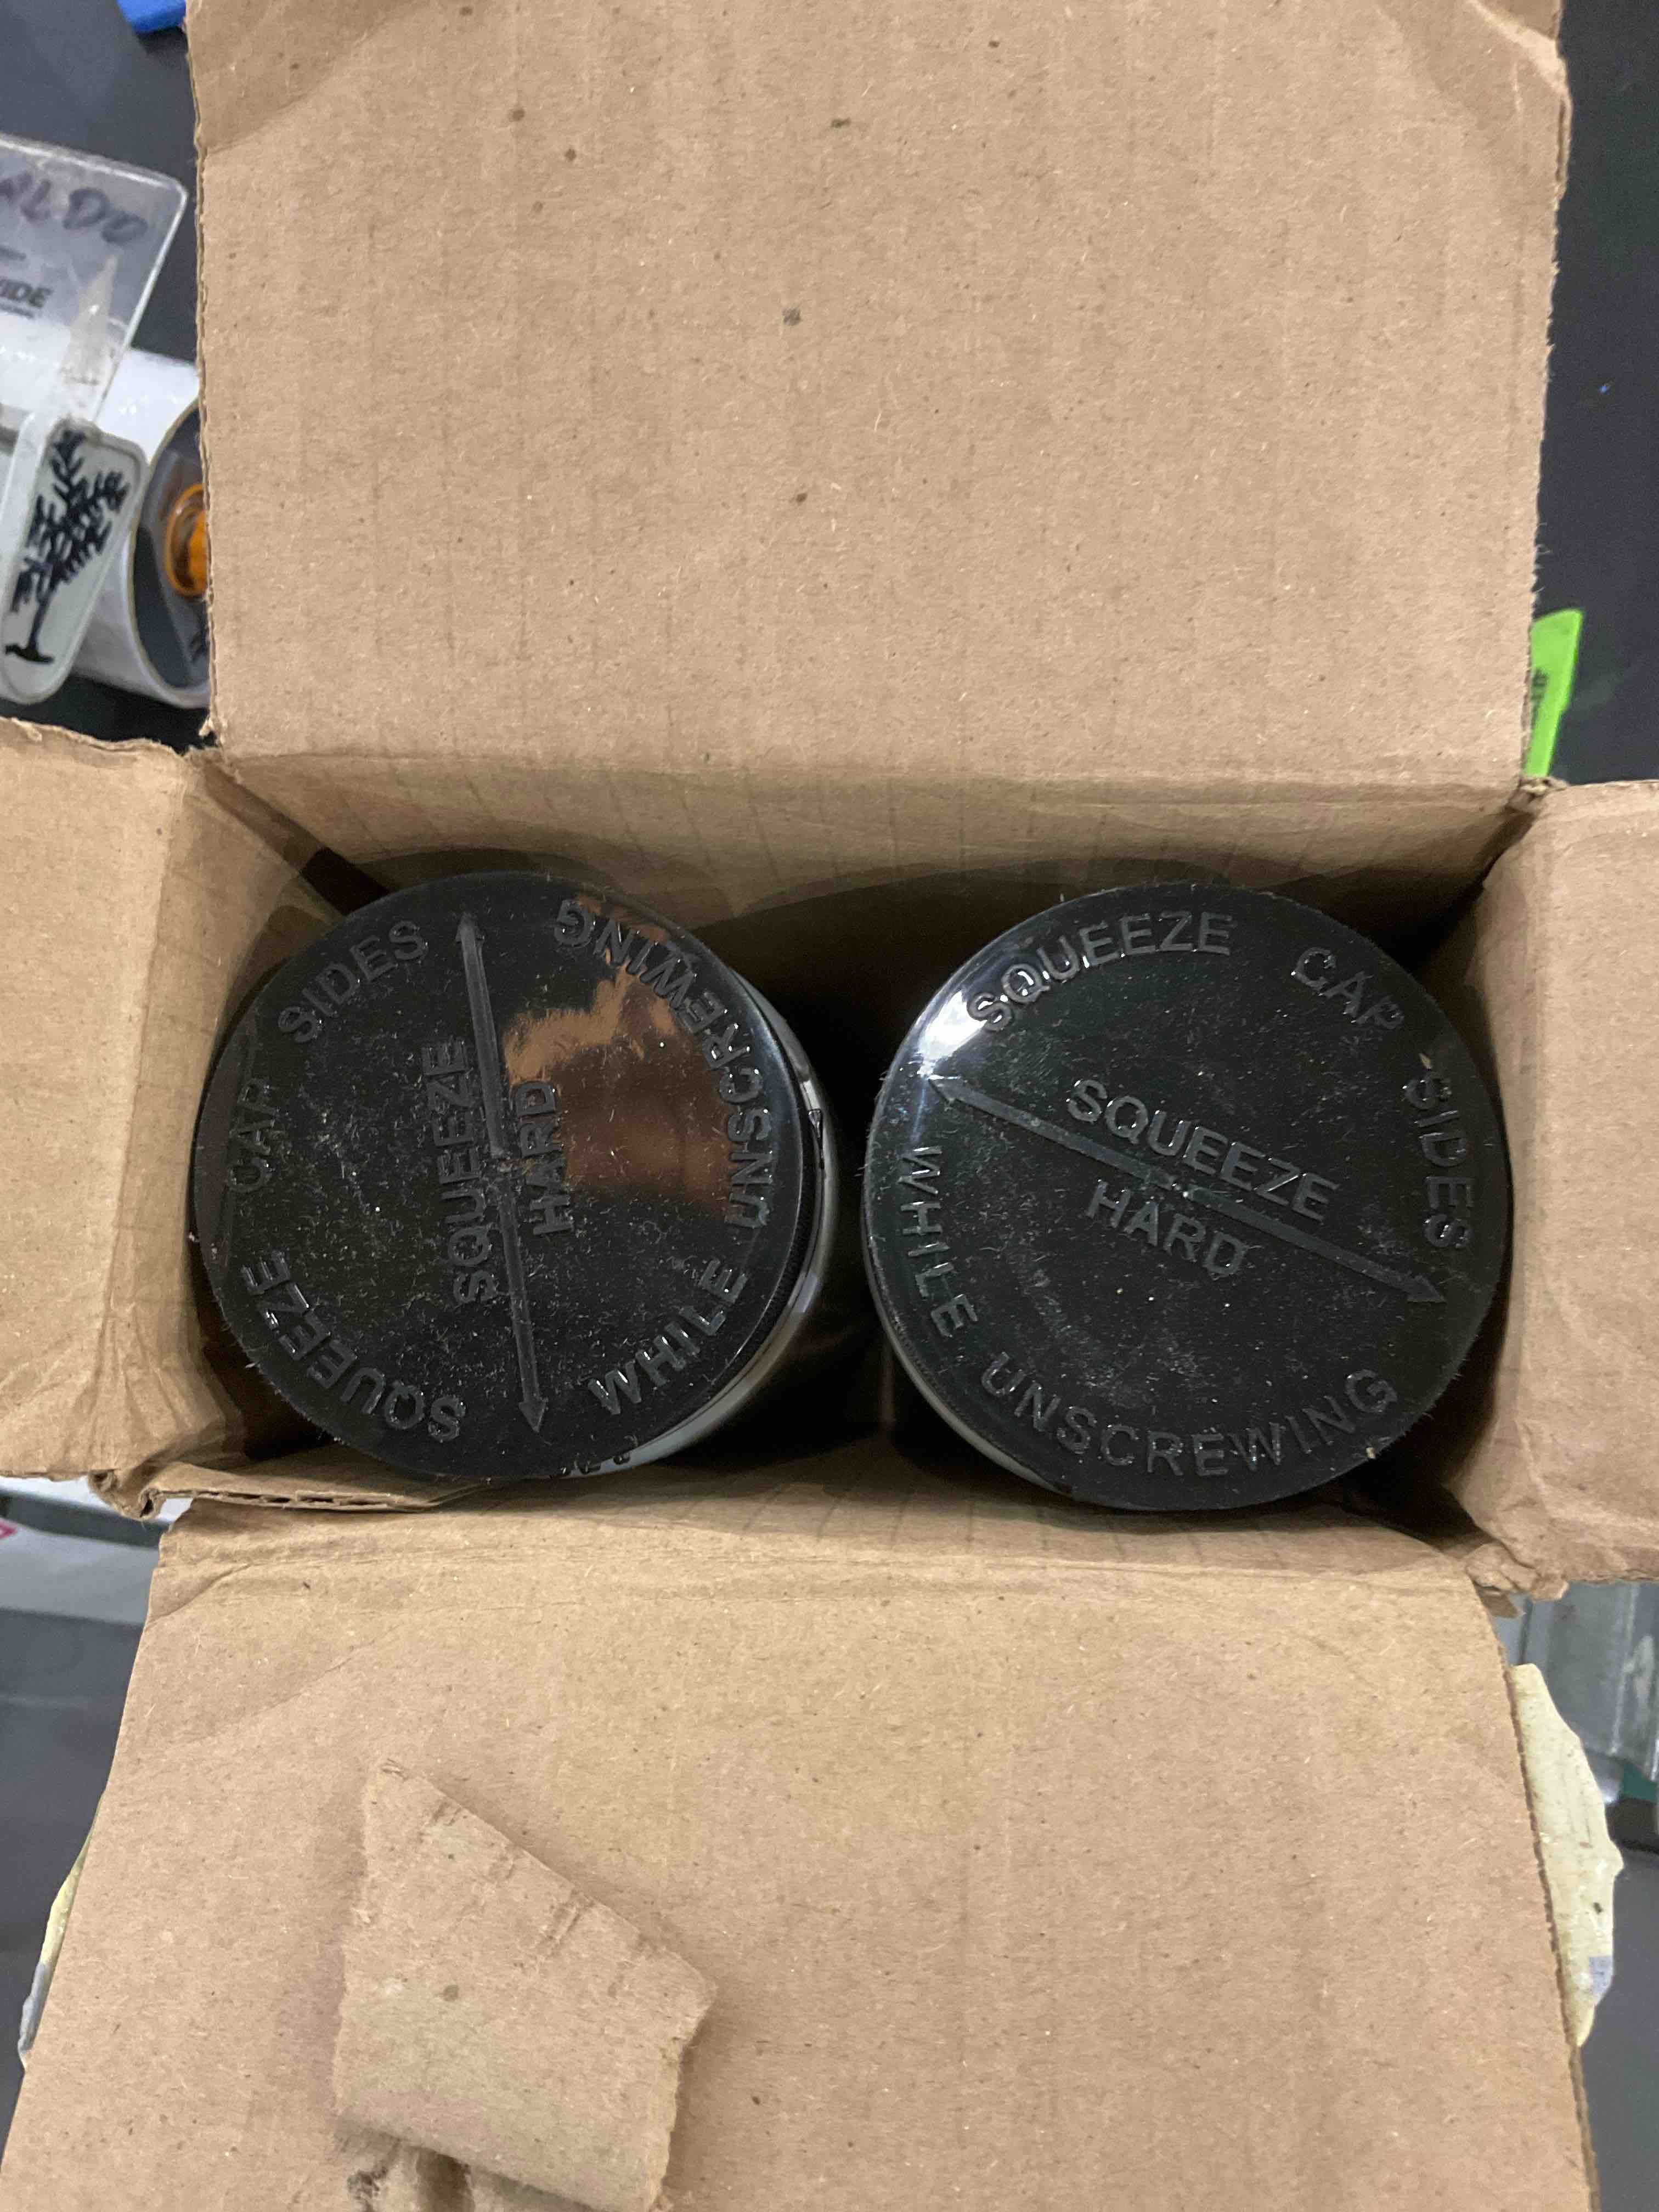 SQUEEZE CAP SIDES
SQUEEZE
HARD
WHILE UNSCREWING
SQUEEZE CAP SIDES
SQUEEZE
HARD
WHILE UNSCREWING